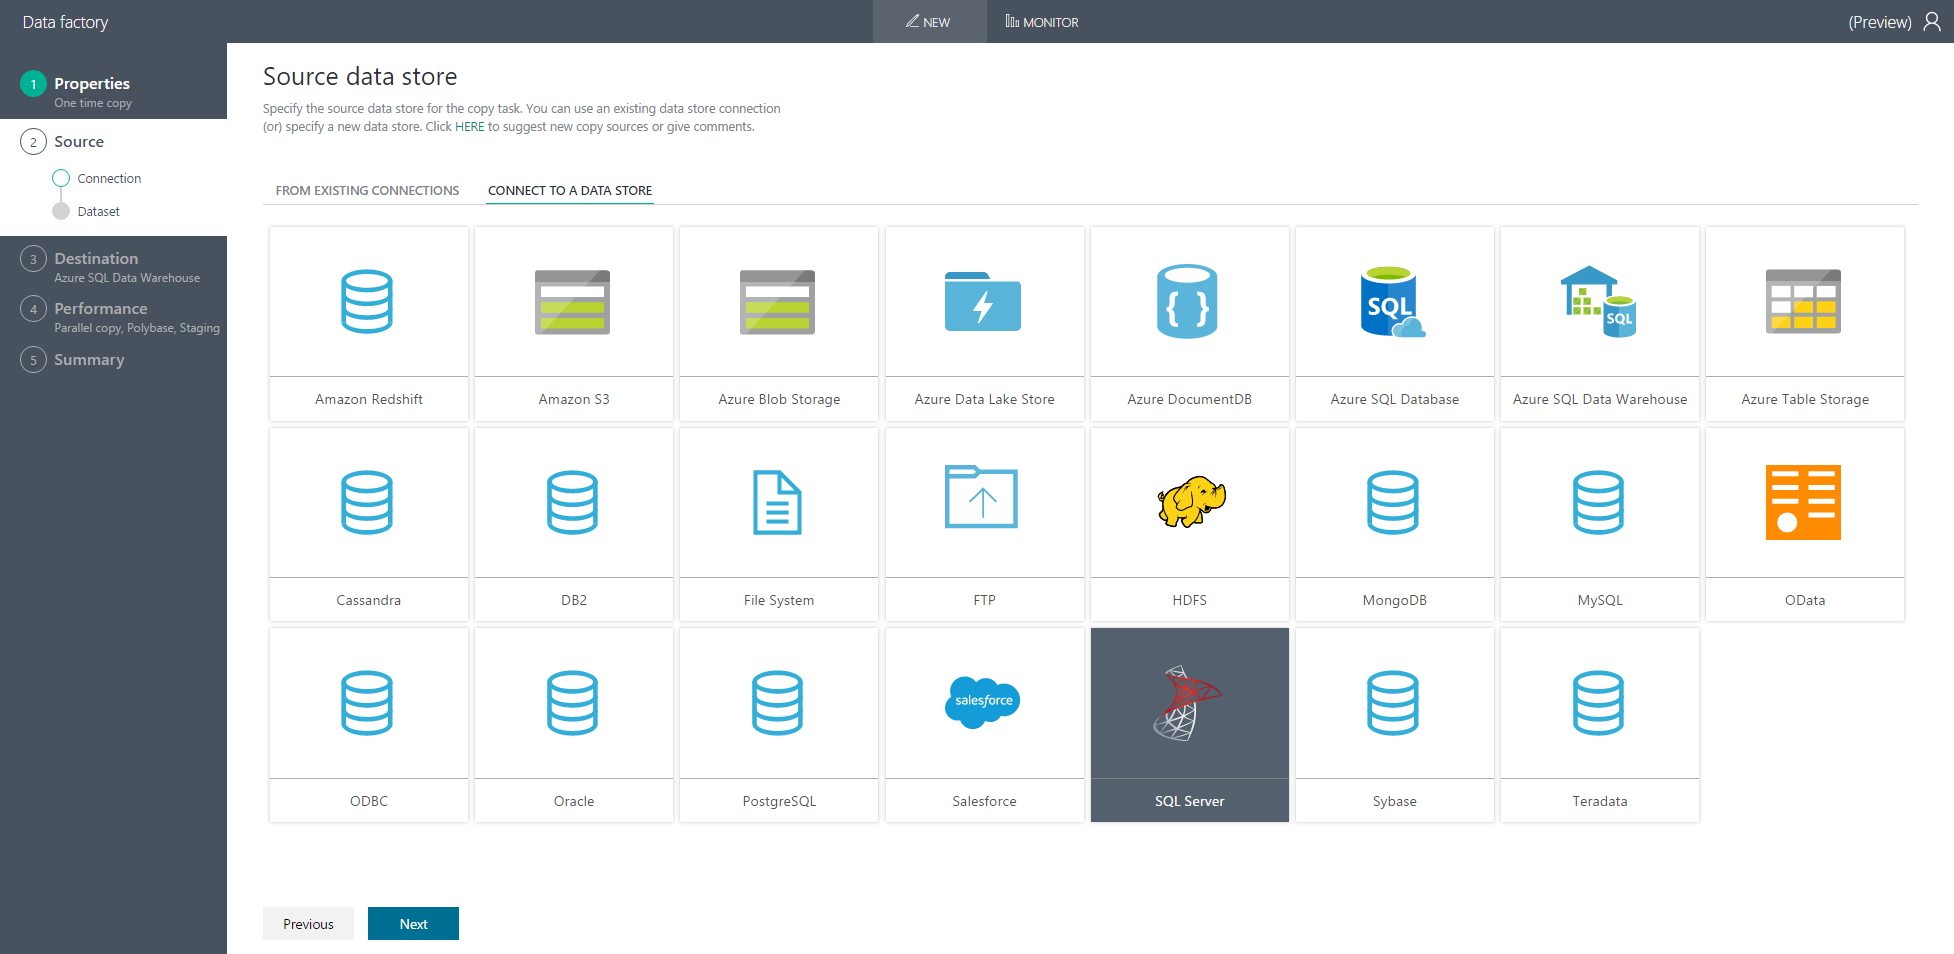 Data factory
NEW
MONITOR
(Preview)
1 Properties
One time copy
2 Source
Connection
Dataset
3 Destination
Azure SQL Data Warehouse
4 Performance
Parallel copy, Polybase, Staging
5 Summary
Source data store
Specify the source data store for the copy task. You can use an existing data store connection
(or) specify a new data store. Click HERE to suggest new copy sources or give comments.
FROM EXISTING CONNECTIONS
CONNECT TO A DATA STORE
{ }
SQL
SQL
Amazon Redshift
Amazon S3
Azure Blob Storage
Azure Data Lake Store
Azure DocumentDB
Azure SQL Database
Azure SQL Data Warehouse
Azure Table Storage
Cassandra
DB2
File System
FTP
HDFS
MongoDB
MySQL
OData
salesforce
ODBC
Oracle
PostgreSQL
Salesforce
SQL Server
Sybase
Teradata
Previous
Next